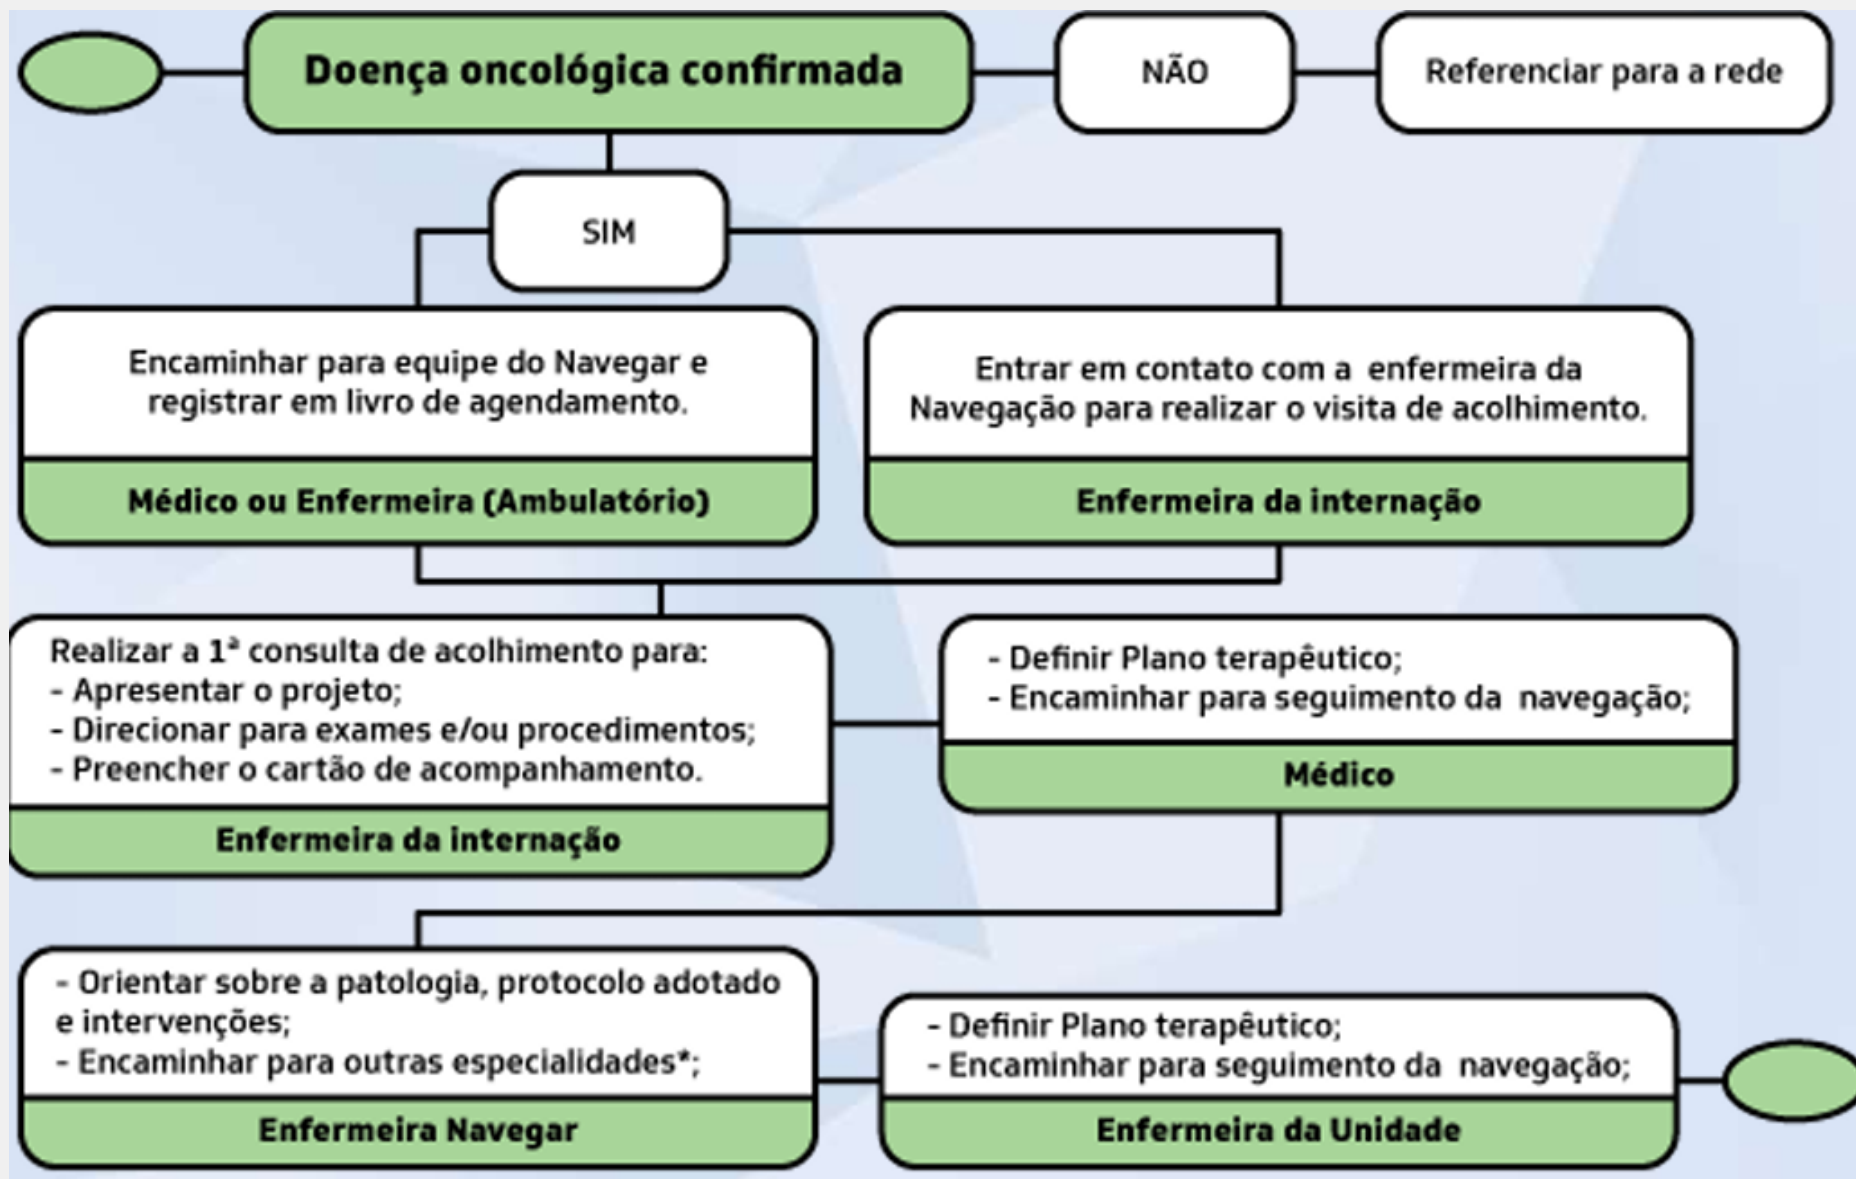 Doença oncológica confirmada
NÃO
Referenciar para a rede
SIM
Encaminhar para equipe do Navegar e
registrar em livro de agendamento.
Médico ou Enfermeira (Ambulatório)
Entrar em contato com a enfermeira da
Navegação para realizar o visita de acolhimento.
Enfermeira da internação
Realizar a 1ª consulta de acolhimento para:
- Apresentar o projeto;
- Direcionar para exames e/ou procedimentos;
- Preencher o cartão de acompanhamento.
Enfermeira da internação
- Definir Plano terapêutico;
- Encaminhar para seguimento da navegação;
Médico
- Orientar sobre a patologia, protocolo adotado
e intervenções;
- Encaminhar para outras especialidades*;
Enfermeira Navegar
- Definir Plano terapêutico;
- Encaminhar para seguimento da navegação;
Enfermeira da Unidade